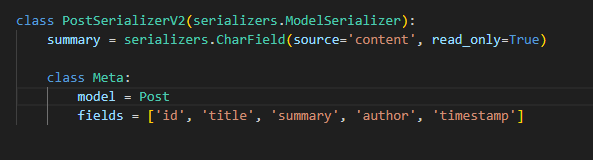 class PostSerializerV2(serializers.ModelSerializer):
    summary = serializers.CharField(source='content', read_only=True)

    class Meta:
        model = Post
        fields = ['id', 'title', 'summary', 'author', 'timestamp']